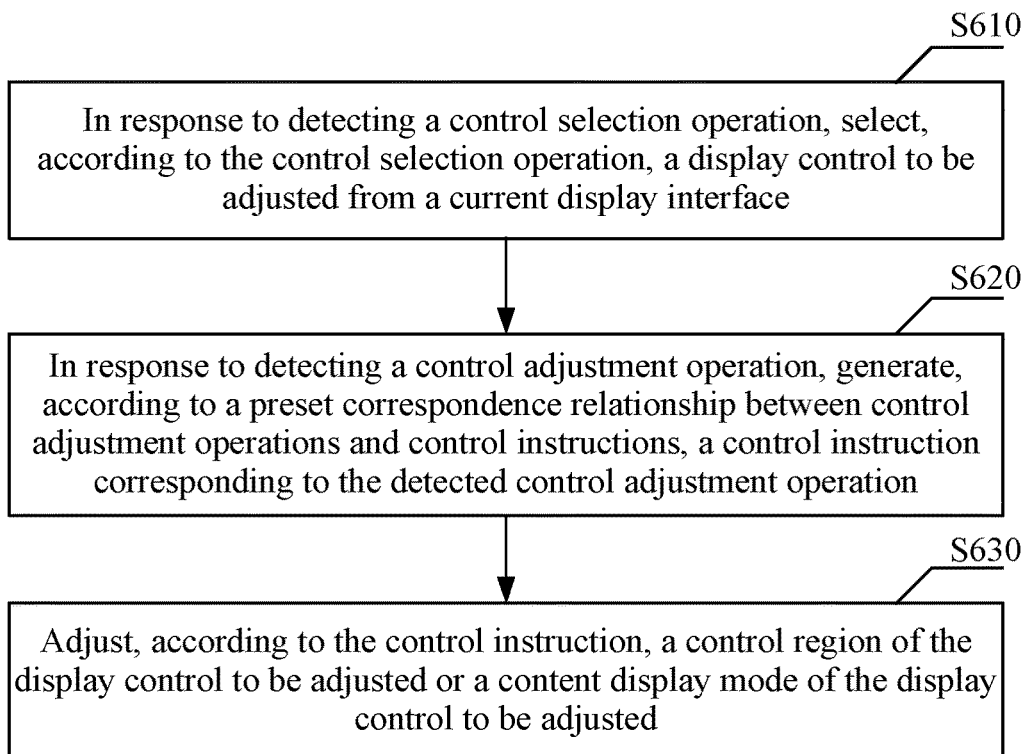 S610
In response to detecting a control selection operation, select,
according to the control selection operation, a display control to be
adjusted from a current display interface
S620
In response to detecting a control adjustment operation, generate,
according to a preset correspondence relationship between control
adjustment operations and control instructions, a control instruction
corresponding to the detected control adjustment operation
S630
Adjust, according to the control instruction, a control region of the
display control to be adjusted or a content display mode of the display
control to be adjusted